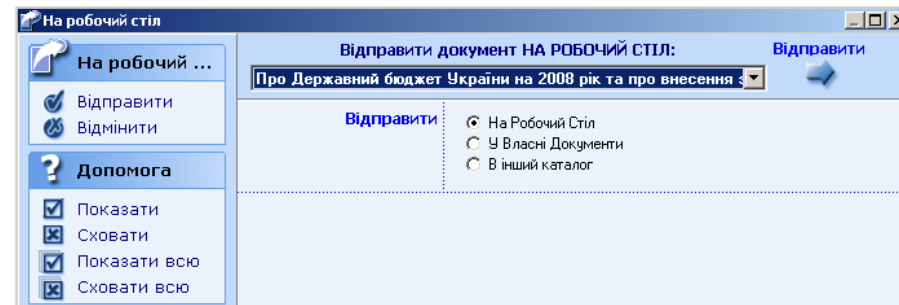 На робочий стіл
На робочий ...
Відправити
Відмінити
Допомога
Показати
Сховати
Показати всю
Сховати всю
Відправити документ НА РОБОЧИЙ СТІЛ:
Відправити
Про Державний бюджет України на 2008 рік та про внесення з
Відправити
На Робочий Стіл
У Власні Документи
В інший каталог